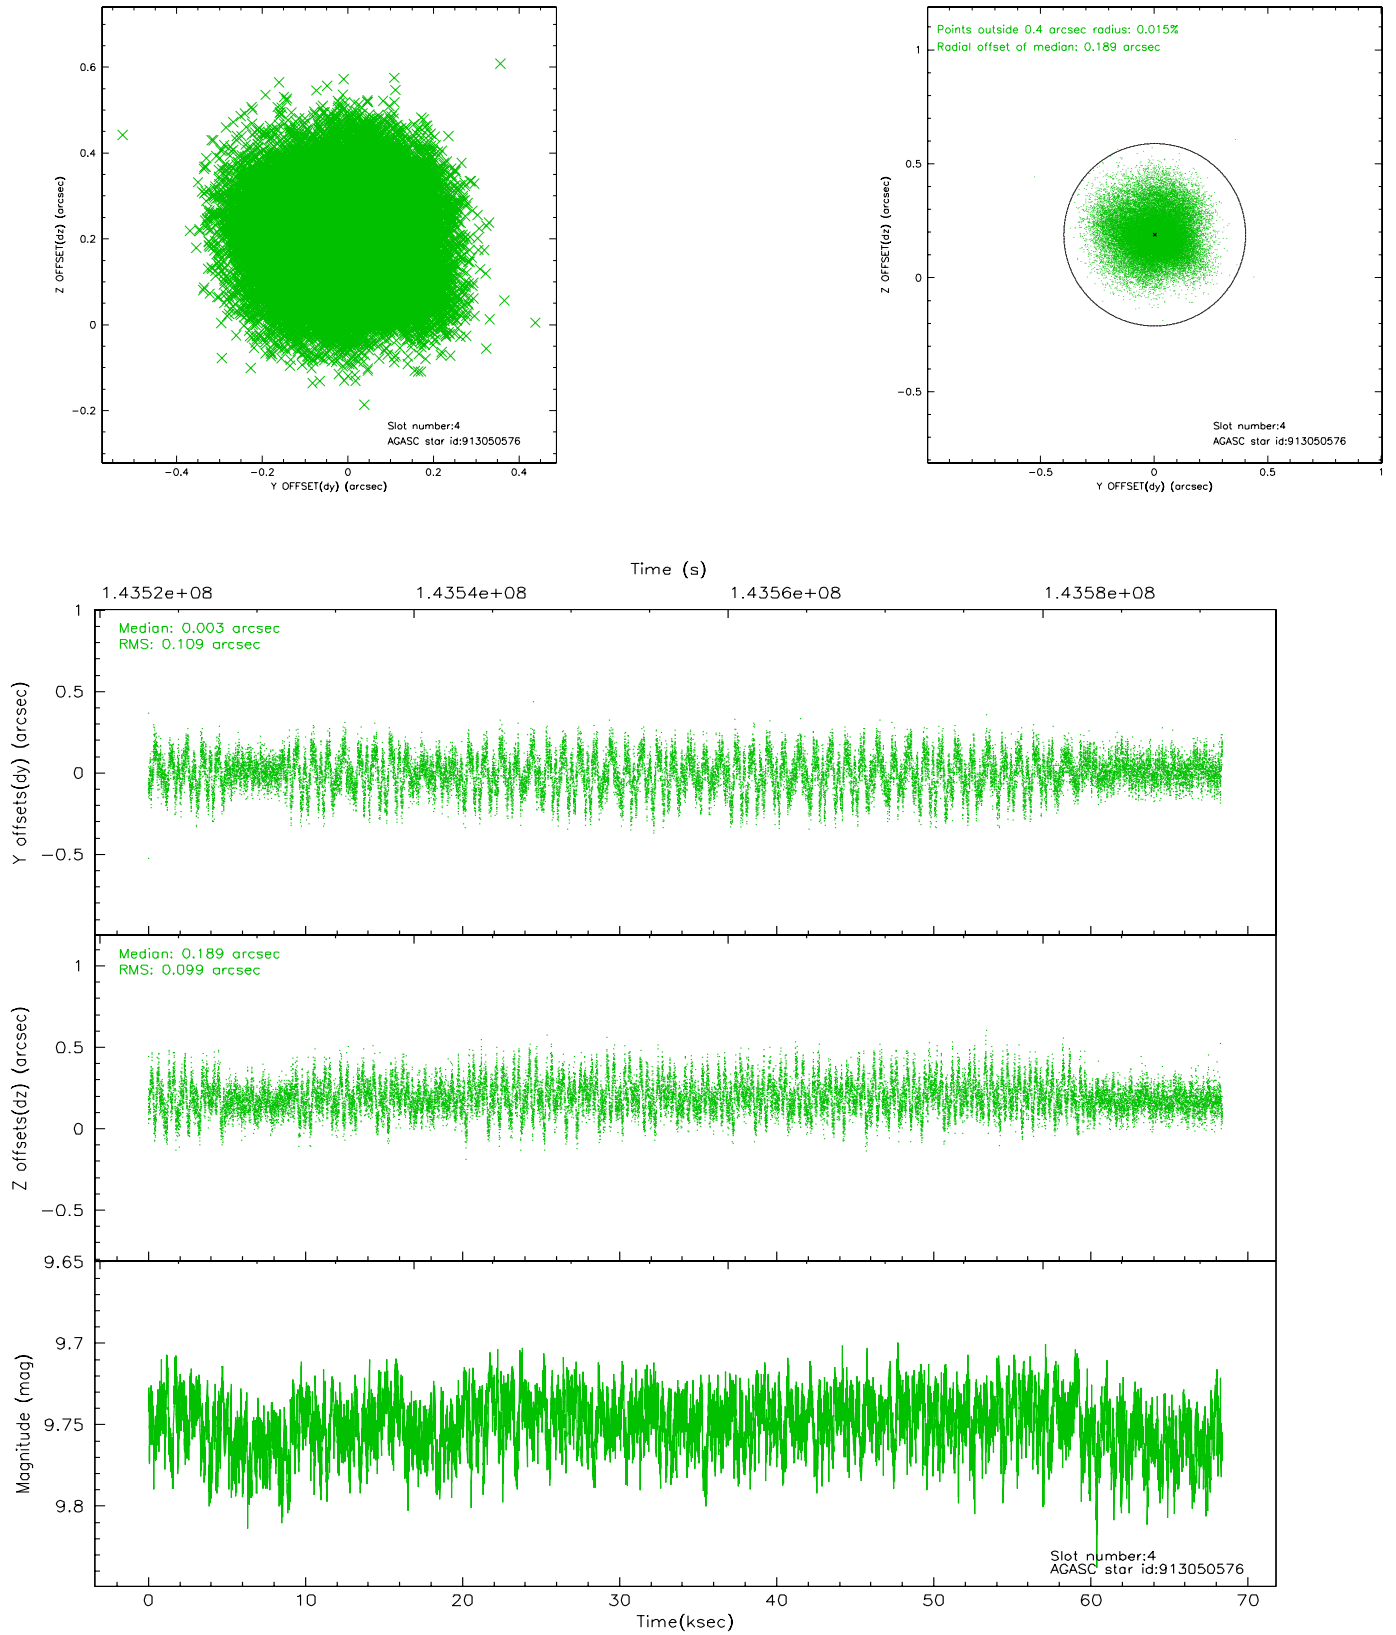 0.6
0.4
0.2
0
−0.2
Z OFFSET(dz) (arcsec)
Slot number:4
AGASC star id:913050576
−0.4 −0.2 0 0.2 0.4
Y OFFSET(dy) (arcsec)
Points outside 0.4 arcsec radius: 0.015%
Radial offset of median: 0.189 arcsec
1
0.5
0
−0.5
Z OFFSET(dz) (arcsec)
Slot number:4
AGASC star id:913050576
−0.5 0 0.5 1
Y OFFSET(dy) (arcsec)
Time (s)
1.4352e+08 1.4354e+08 1.4356e+08 1.4358e+08
Median: 0.003 arcsec
RMS: 0.109 arcsec
1
0.5
0
−0.5
Y offsets(dy) (arcsec)
Median: 0.189 arcsec
RMS: 0.099 arcsec
1
0.5
0
−0.5
Z offsets(dz) (arcsec)
9.65
9.7
9.75
9.8
Magnitude (mag)
Slot number:4
AGASC star id:913050576
0 10 20 30 40 50 60 70
Time(ksec)